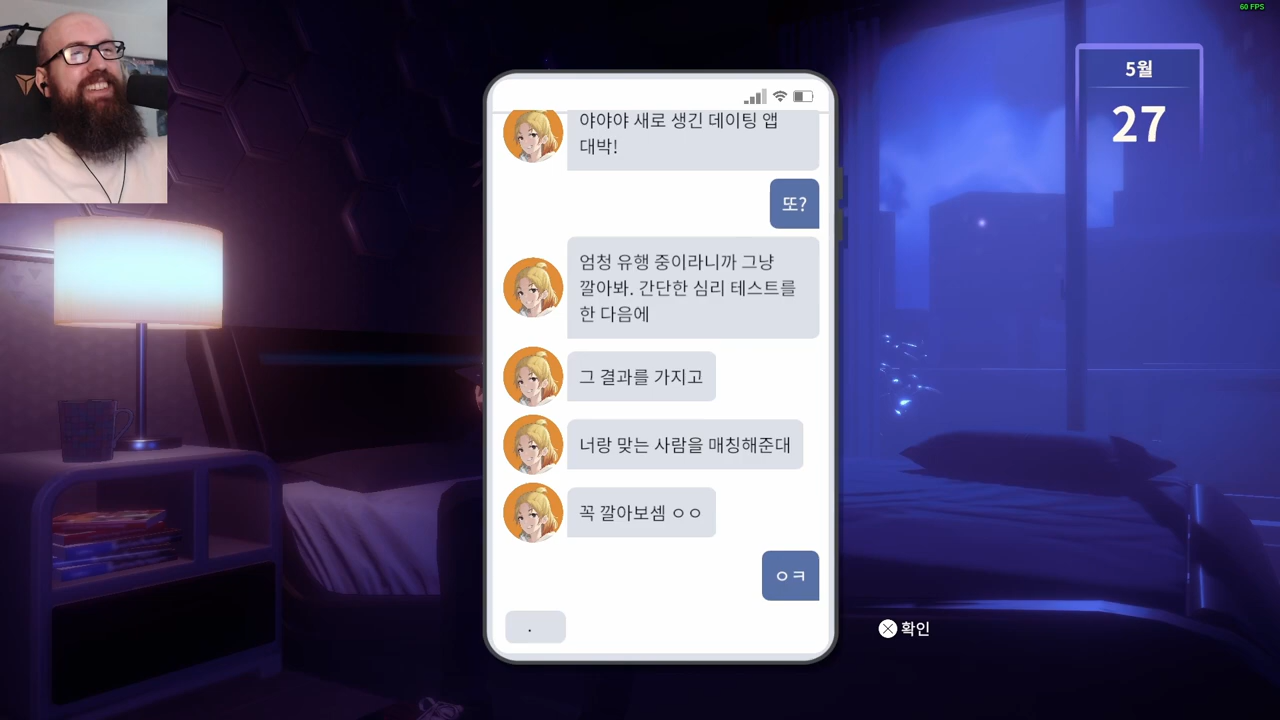 60 FPS
5월
27
야야야 새로 생긴 데이팅 앱
대박!
또?
엄청 유행 중이라니까 그냥
깔아봐. 간단한 심리 테스트를
한 다음에
그 결과를 가지고
너랑 맞는 사람을 매칭해준대
꼭 깔아보셈 ㅇㅇ
ㅇㅋ
.
확인